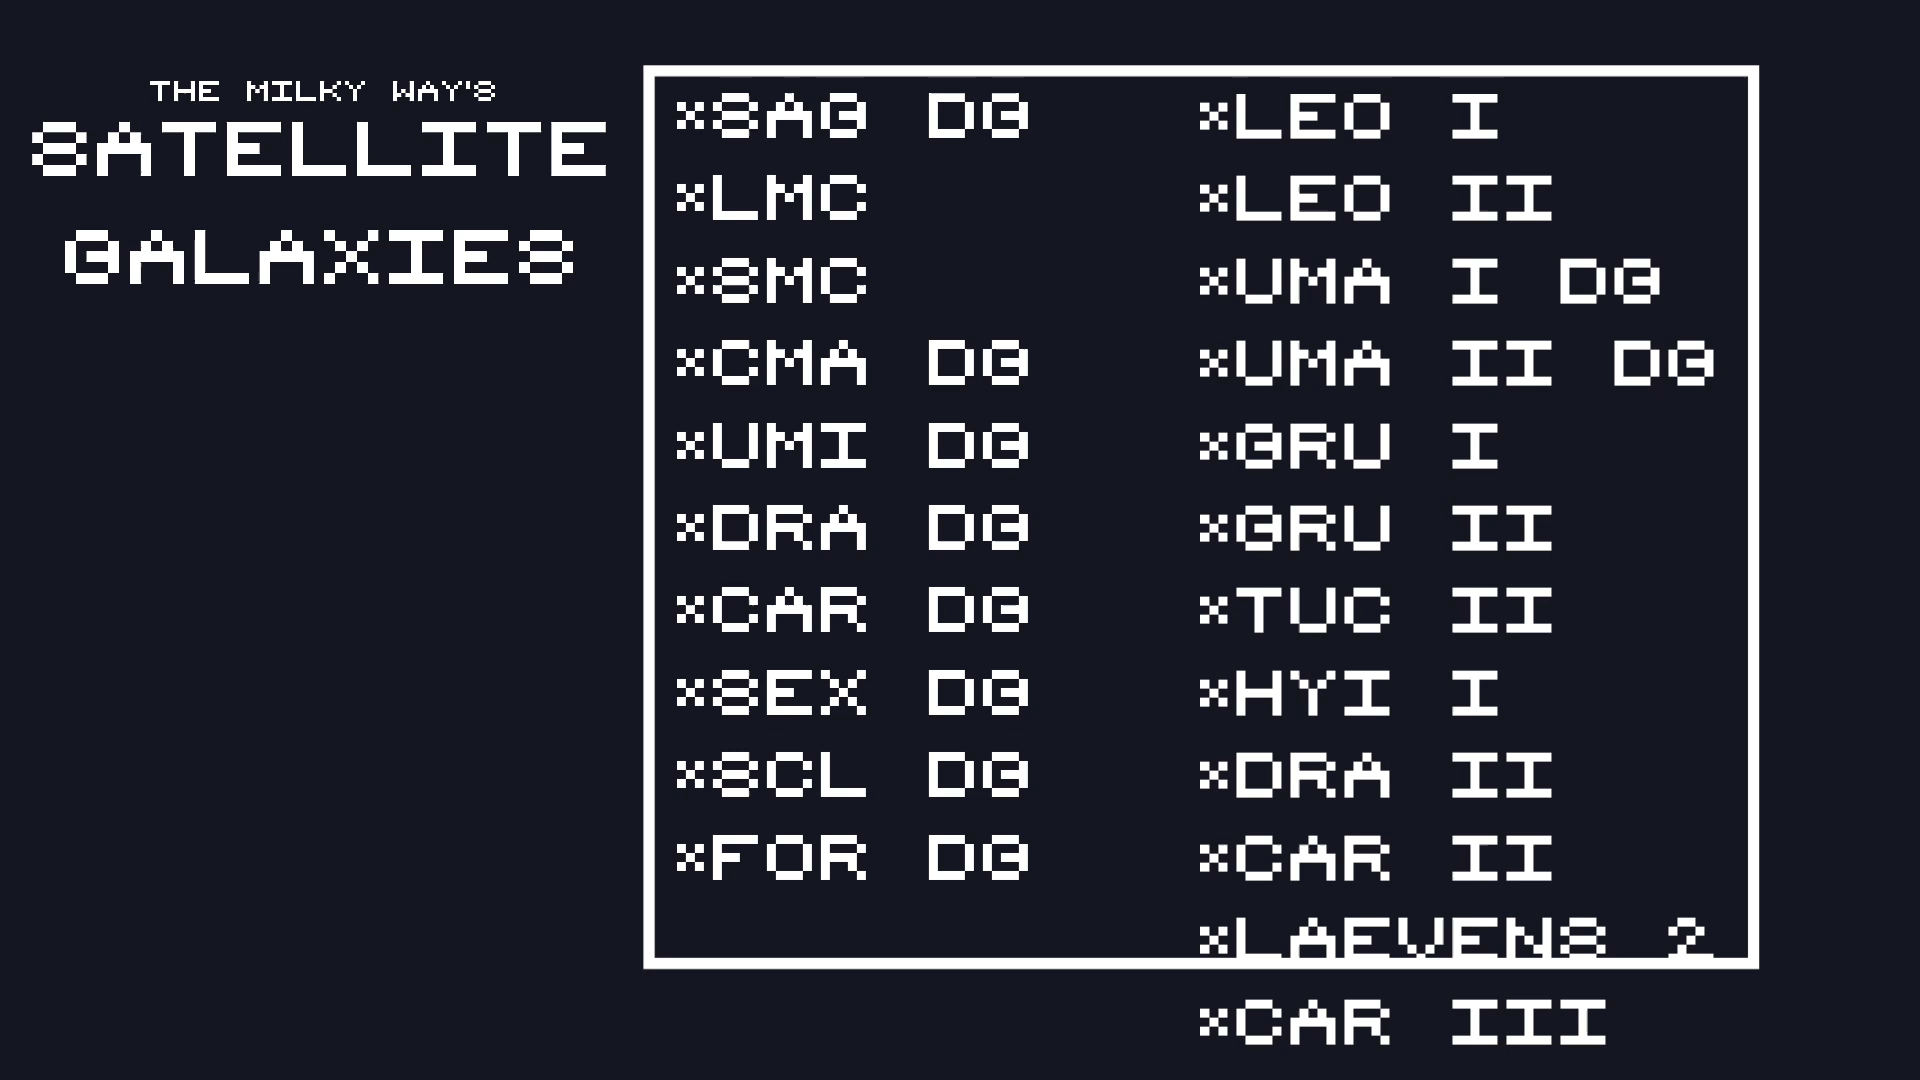 THE MILKY WAY'S
SATELLITE
GALAXIES
×SAG DG
×LMC
×SMC
×CMA DG
×UMI DG
×DRA DG
×CAR DG
×SEX DG
×SCL DG
×FOR DG
×LEO I
×LEO II
×UMA I DG
×UMA II DG
×GRU I
×GRU II
×TUC II
×HYI I
×DRA II
×CAR II
×LAEVENS 2
×CAR III